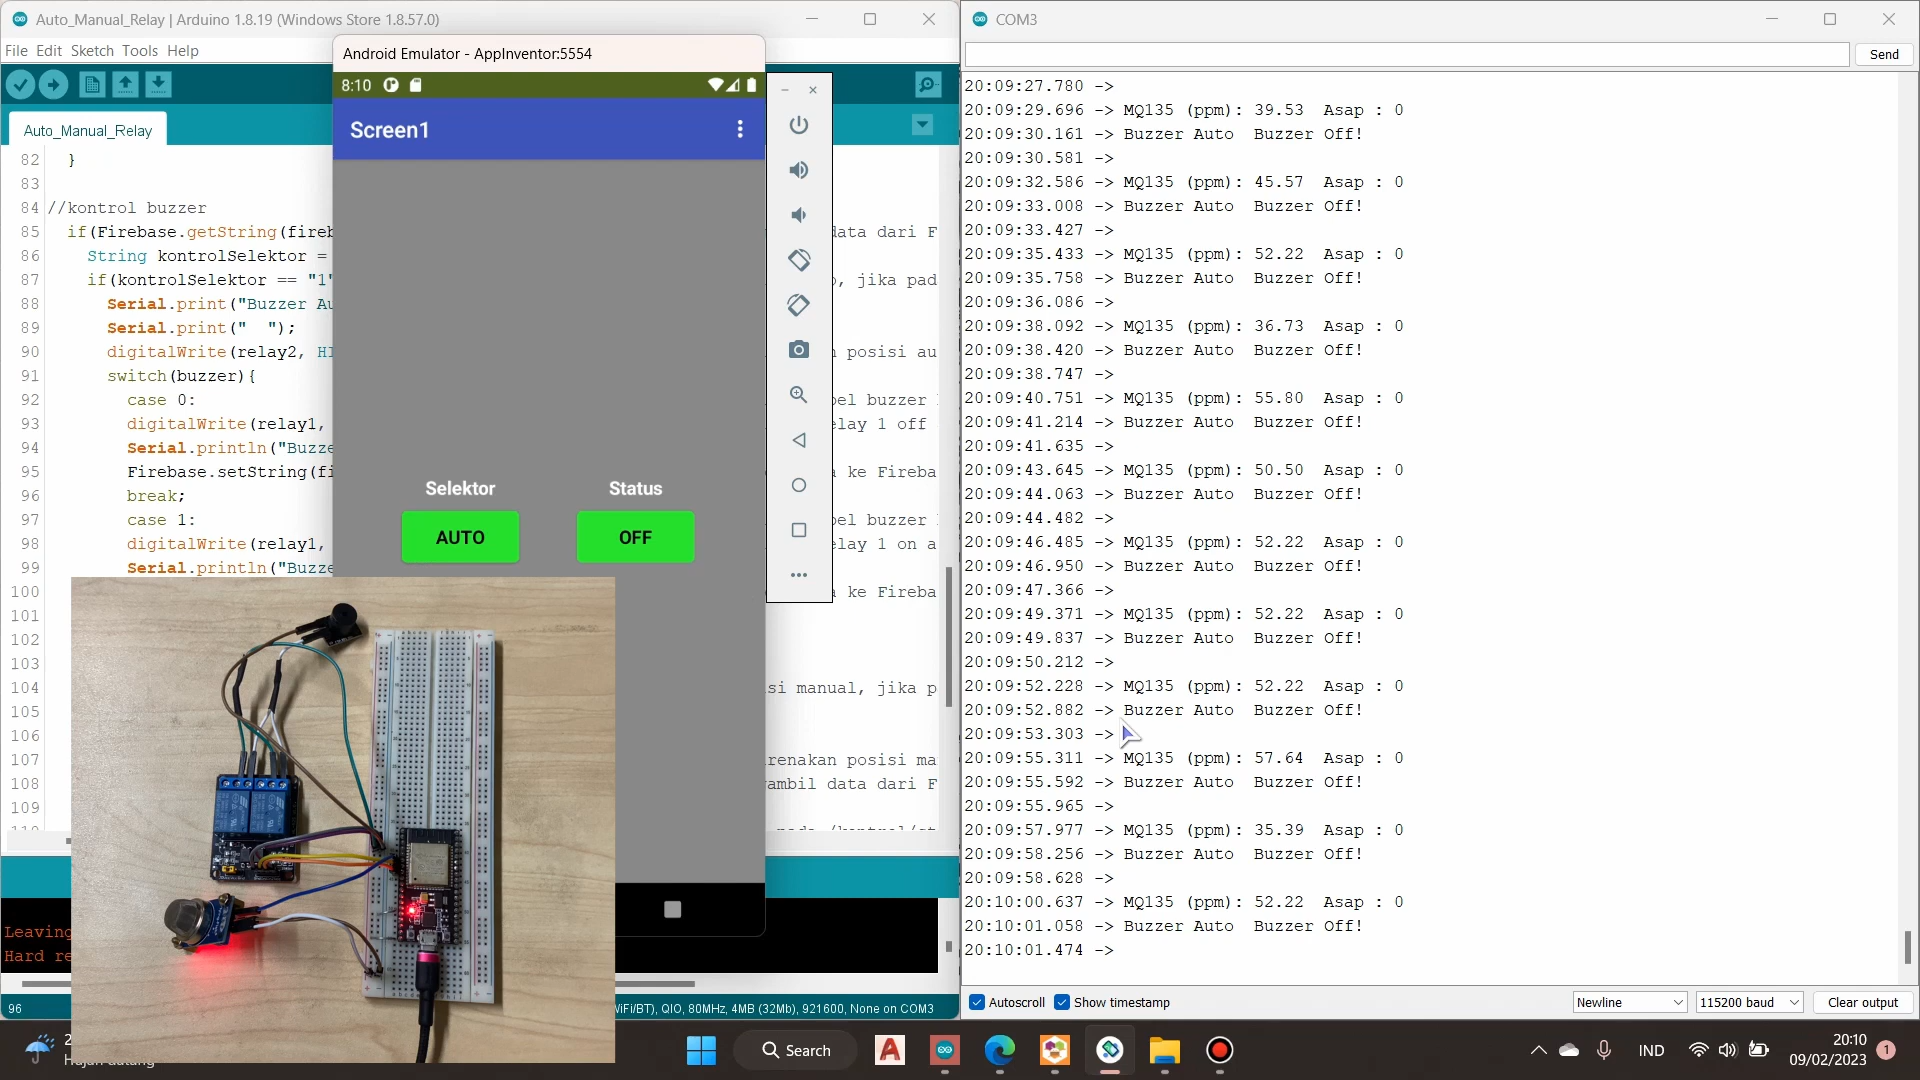 Auto_Manual_Relay | Arduino 1.8.19 (Windows Store 1.8.57.0)
File Edit Sketch Tools Help
Auto_Manual_Relay
82 }
83
84 //kontrol buzzer
85 if(Firebase.getString(fireb
data dari F
86 String kontrolSelektor =
87 if(kontrolSelektor == "1"
, jika pad
88 Serial.print("Buzzer Au
89 Serial.print("  ");
90 digitalWrite(relay2, HI
posisi au
91 switch(buzzer){
92 case 0:
bel buzzer
93 digitalWrite(relay1,
elay 1 off
94 Serial.println("Buzze
95 Firebase.setString(fi
ke Fireba
96 break;
97 case 1:
bel buzzer
98 digitalWrite(relay1,
elay 1 on a
99 Serial.println("Buzze
100
ke Fireba
101
102
103
104
si manual, jika p
105
106
107
renakan posisi ma
108
ambil data dari F
109
Leaving
Hard re
96
WiFi/BT), QIO, 80MHz, 4MB (32Mb), 921600, None on COM3
Android Emulator - AppInventor:5554
8:10
Screen1
Selektor Status
AUTO OFF
COM3
Send
20:09:27.780 ->
20:09:29.696 -> MQ135 (ppm): 39.53  Asap : 0
20:09:30.161 -> Buzzer Auto  Buzzer Off!
20:09:30.581 ->
20:09:32.586 -> MQ135 (ppm): 45.57  Asap : 0
20:09:33.008 -> Buzzer Auto  Buzzer Off!
20:09:33.427 ->
20:09:35.433 -> MQ135 (ppm): 52.22  Asap : 0
20:09:35.758 -> Buzzer Auto  Buzzer Off!
20:09:36.086 ->
20:09:38.092 -> MQ135 (ppm): 36.73  Asap : 0
20:09:38.420 -> Buzzer Auto  Buzzer Off!
20:09:38.747 ->
20:09:40.751 -> MQ135 (ppm): 55.80  Asap : 0
20:09:41.214 -> Buzzer Auto  Buzzer Off!
20:09:41.635 ->
20:09:43.645 -> MQ135 (ppm): 50.50  Asap : 0
20:09:44.063 -> Buzzer Auto  Buzzer Off!
20:09:44.482 ->
20:09:46.485 -> MQ135 (ppm): 52.22  Asap : 0
20:09:46.950 -> Buzzer Auto  Buzzer Off!
20:09:47.366 ->
20:09:49.371 -> MQ135 (ppm): 52.22  Asap : 0
20:09:49.837 -> Buzzer Auto  Buzzer Off!
20:09:50.212 ->
20:09:52.228 -> MQ135 (ppm): 52.22  Asap : 0
20:09:52.882 -> Buzzer Auto  Buzzer Off!
20:09:53.303 ->
20:09:55.311 -> MQ135 (ppm): 57.64  Asap : 0
20:09:55.592 -> Buzzer Auto  Buzzer Off!
20:09:55.965 ->
20:09:57.977 -> MQ135 (ppm): 35.39  Asap : 0
20:09:58.256 -> Buzzer Auto  Buzzer Off!
20:09:58.628 ->
20:10:00.637 -> MQ135 (ppm): 52.22  Asap : 0
20:10:01.058 -> Buzzer Auto  Buzzer Off!
20:10:01.474 ->
Autoscroll Show timestamp Newline 115200 baud Clear output
Search
IND
20:10
09/02/2023
1